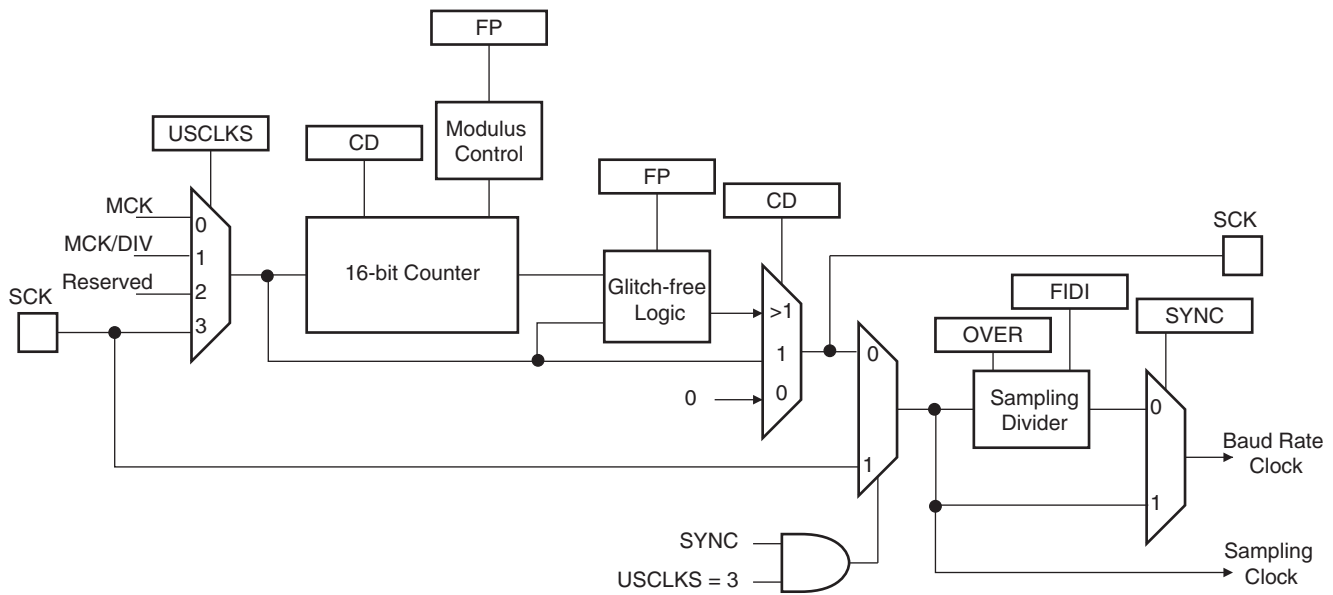 FP
USCLKS
CD
Modulus
Control
FP
CD
MCK
0
MCK/DIV
1
Reserved
2
SCK
3
16-bit Counter
Glitch-free
Logic
>1
1
0
0
SCK
FIDI
OVER
SYNC
0
1
Sampling
Divider
0
1
Baud Rate
Clock
SYNC
USCLKS = 3
Sampling
Clock